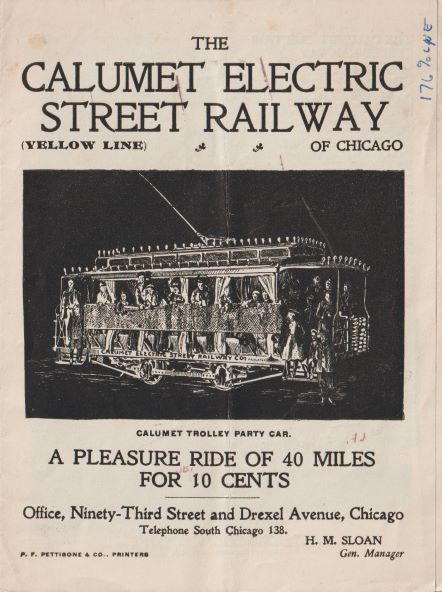 THE
CALUMET ELECTRIC
STREET RAILWAY
(YELLOW LINE) OF CHICAGO
CALUMET ELECTRIC STREET RAILWAY CO'S
CALUMET TROLLEY PARTY CAR.
A PLEASURE RIDE OF 40 MILES
FOR 10 CENTS
Office, Ninety-Third Street and Drexel Avenue, Chicago
Telephone South Chicago 138.
H. M. SLOAN
P. F. PETTIBONE & CO., PRINTERS Gen. Manager